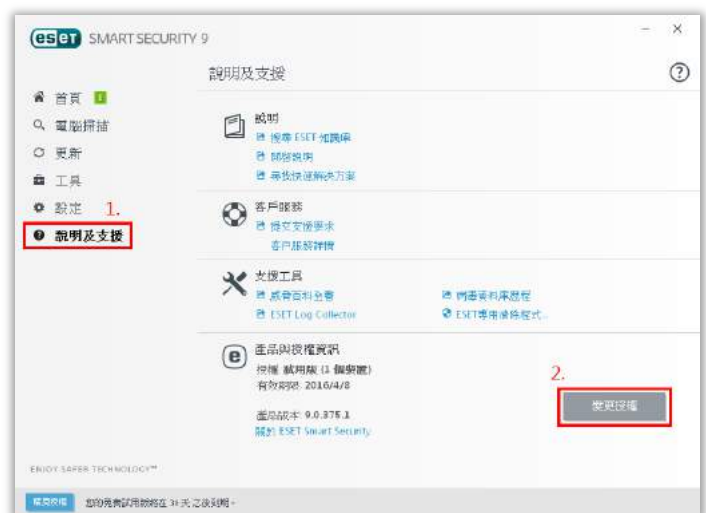 eset SMART SECURITY 9
說明及支援
首頁
電腦掃描
更新
工具
設定
1.
說明及支援
說明
搜尋 ESET 知識庫
開啟說明
尋找快速解決方案
客戶服務
提交支援要求
客戶服務詳情
支援工具
威脅百科全書
病毒資料庫歷程
ESET Log Collector
ESET專用清除程式...
產品與授權資訊
授權 試用版 (1 個裝置)
有效期限 2016/4/8
2.
變更授權
產品版本 9.0.375.1
關於 ESET Smart Security
ENJOY SAFER TECHNOLOGY™
購買授權
您的免費試用期將在 31 天 之後到期。